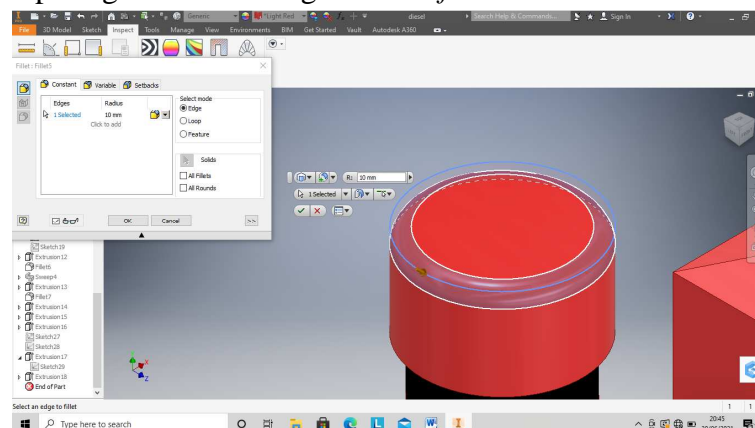 Generic
*Light Red
diesel
Search Help & Commands...
Sign In
File 3D Model Sketch Inspect Tools Manage View Environments BIM Get Started Vault Autodesk A360
Fillet : Fillet5
Constant Variable Setbacks
Edges Radius
1 Selected 10 mm
Click to add
Select mode
Edge
Loop
Feature
Solids
All Fillets
All Rounds
OK Cancel >>
R: 10 mm
1 Selected
Sketch19
Extrusion12
Fillet6
Sweep4
Extrusion13
Fillet7
Extrusion14
Extrusion15
Extrusion16
Sketch27
Sketch28
Extrusion17
Sketch29
Extrusion18
End of Part
X
Z
Select an edge to fillet
1 1
Type here to search
20:45